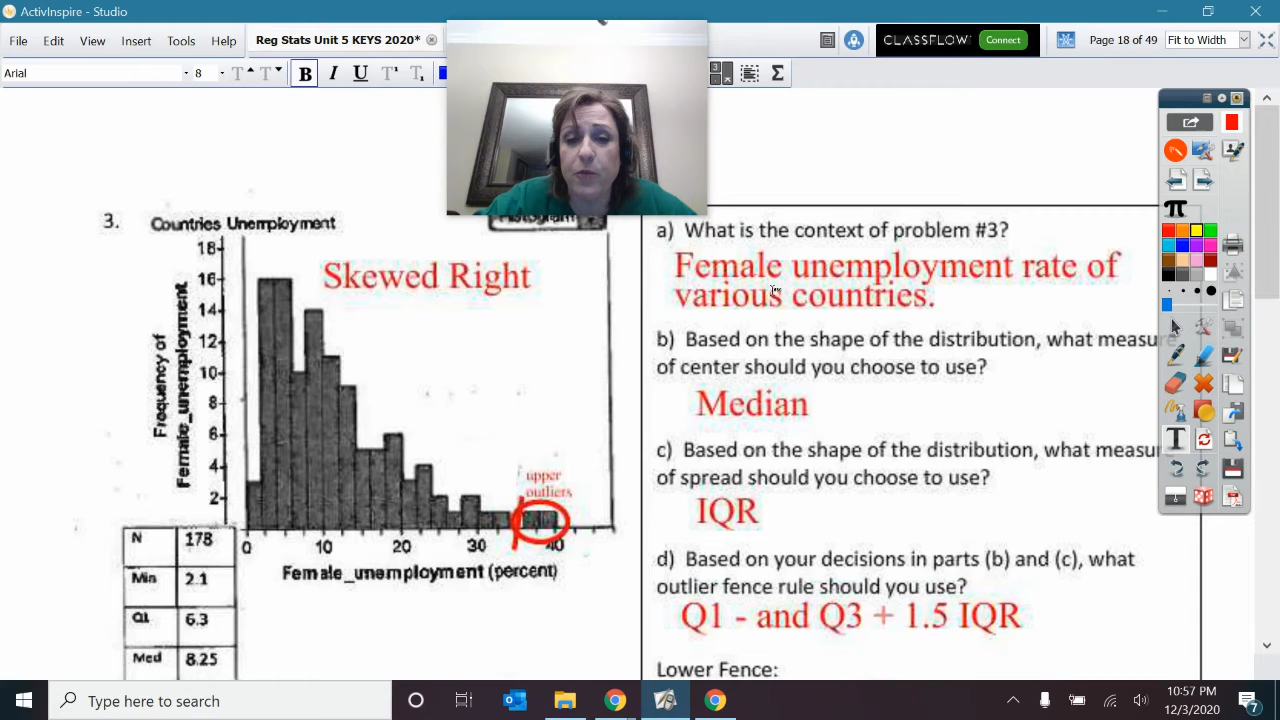 ActivInspire - Studio
File Edit View Insert Tools Help
Reg Stats Unit 5 KEYS 2020*
CLASSFLOW Connect
Page 18 of 49
Fit to Width
Arial 8
B I U T T
3.
Countries Unemployment
Histogram
Skewed Right
Frequency of Female_unemployment
18
16
14
12
10
8
6
4
2
upper
outliers
0 10 20 30 40
Female_unemployment (percent)
N 178
Min 2.1
Q1 6.3
Med 8.25
a) What is the context of problem #3?
Female unemployment rate of
various countries.
b) Based on the shape of the distribution, what measure
of center should you choose to use?
Median
c) Based on the shape of the distribution, what measu
of spread should you choose to use?
IQR
d) Based on your decisions in parts (b) and (c), what
outlier fence rule should you use?
Q1 - and Q3 + 1.5 IQR
Lower Fence:
Type here to search
10:57 PM
12/3/2020
7